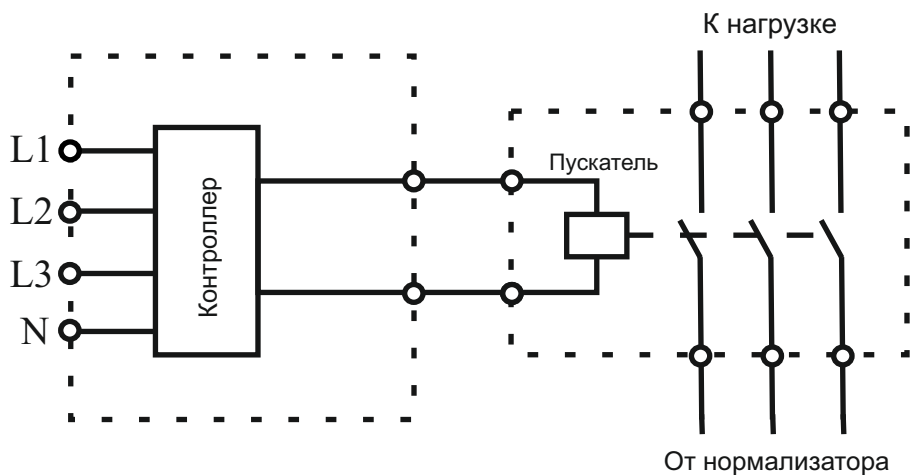 К нагрузке
Пускатель
L1
L2
L3
N
Контроллер
От нормализатора